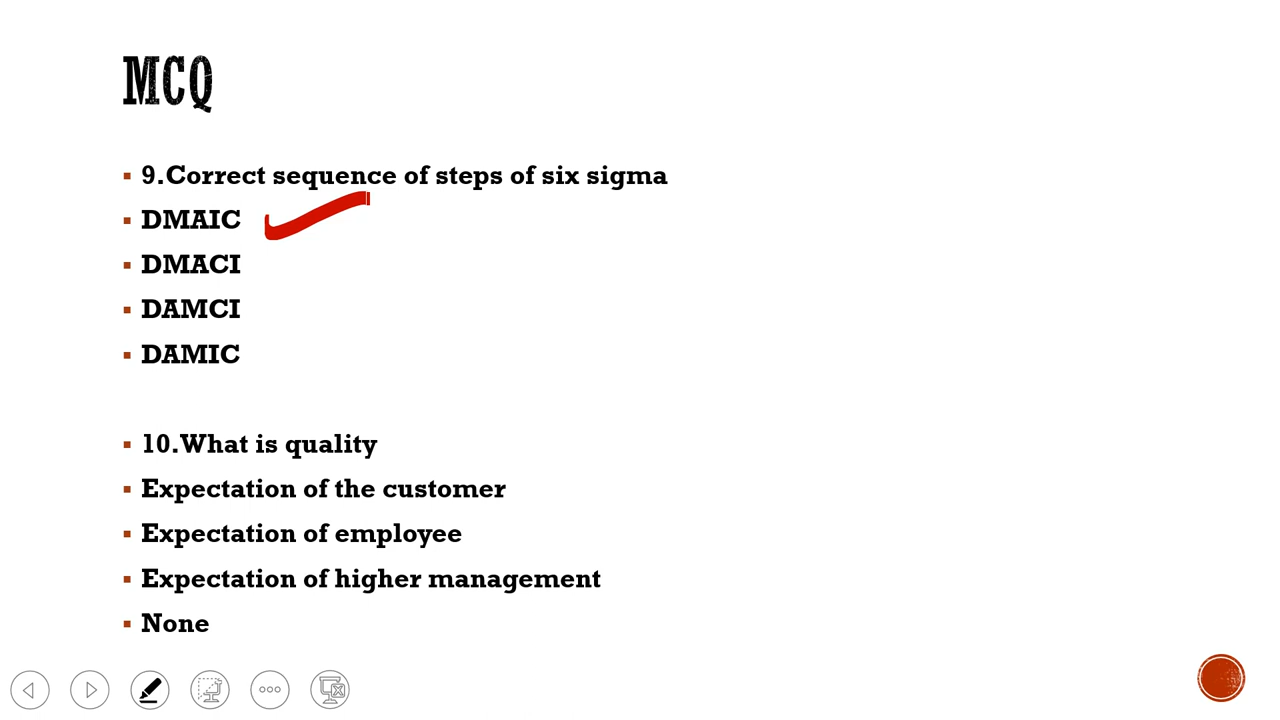 MCQ
9.Correct sequence of steps of six sigma
DMAIC
DMACI
DAMCI
DAMIC
10.What is quality
Expectation of the customer
Expectation of employee
Expectation of higher management
None